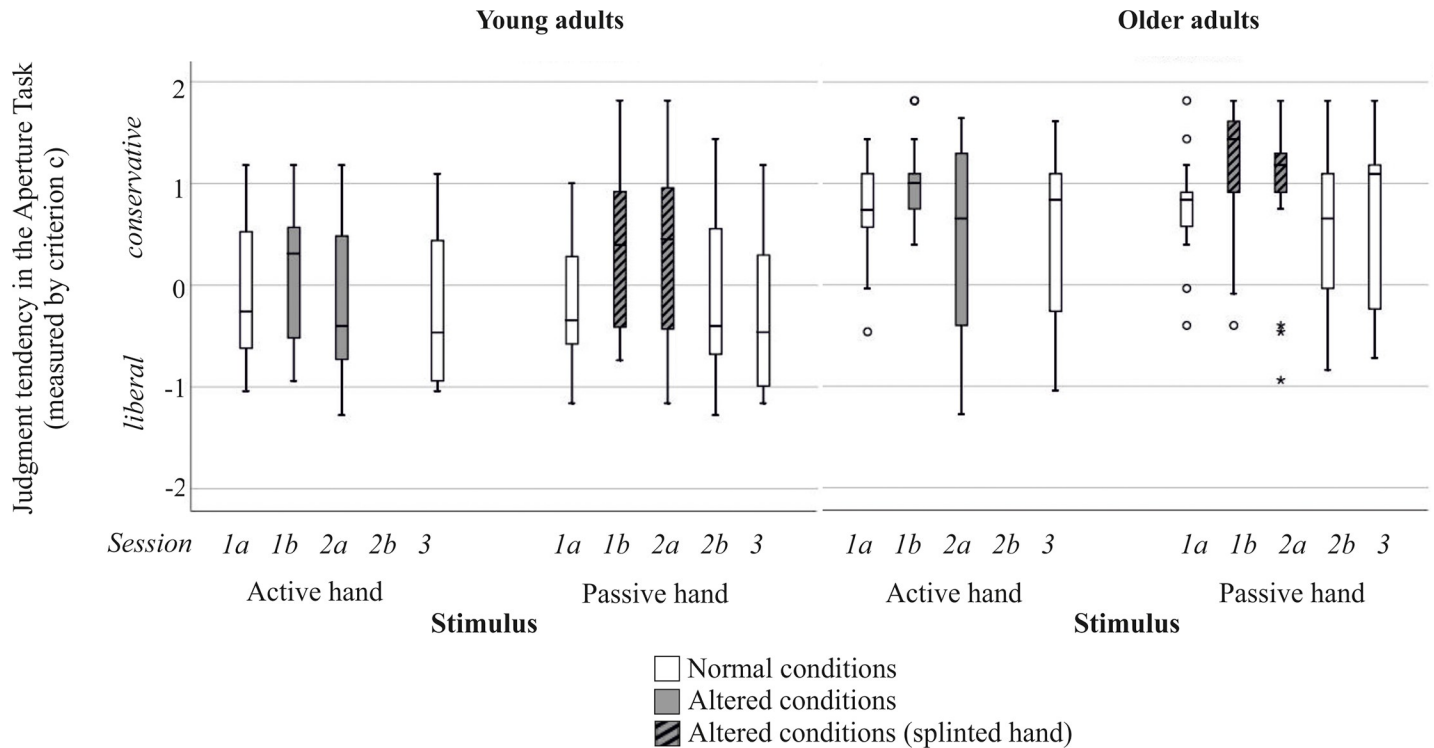 Young adults
Older adults
Judgment tendency in the Aperture Task
(measured by criterion c)
conservative
liberal
2
1
0
-1
-2
Session 1a 1b 2a 2b 3 1a 1b 2a 2b 3 1a 1b 2a 2b 3 1a 1b 2a 2b 3
Active hand Passive hand Active hand Passive hand
Stimulus Stimulus
Normal conditions
Altered conditions
Altered conditions (splinted hand)